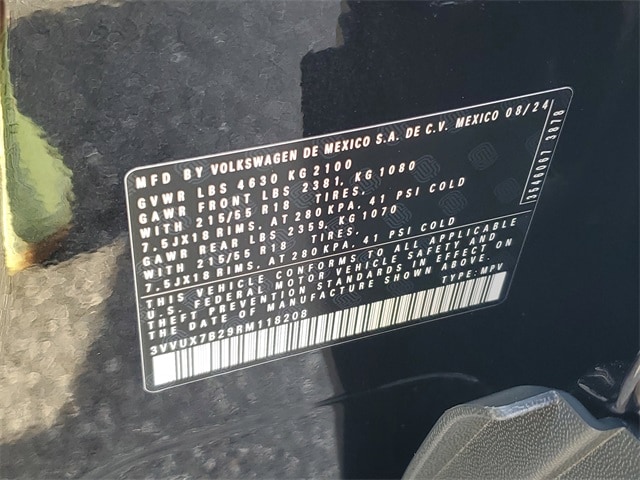 MFD BY VOLKSWAGEN DE MEXICO S.A. DE C.V. MEXICO 08/24
GVWR LBS 4630 KG 2100
GAWR FRONT LBS 2381, KG 1080
WITH 215/55 R18 TIRES.
7.5JX18 RIMS, AT 280 KPA, 41 PSI COLD
GAWR REAR LBS 2359, KG 1070
WITH 215/55 R18 TIRES.
7.5JX18 RIMS, AT 280 KPA, 41 PSI COLD
THIS VEHICLE CONFORMS TO ALL APPLICABLE
U.S. FEDERAL MOTOR VEHICLE SAFETY AND
THEFT PREVENTION STANDARDS IN EFFECT ON
THE DATE OF MANUFACTURE SHOWN ABOVE.
3VVUX7B29RM118208 TYPE: MPV
3546067 3878